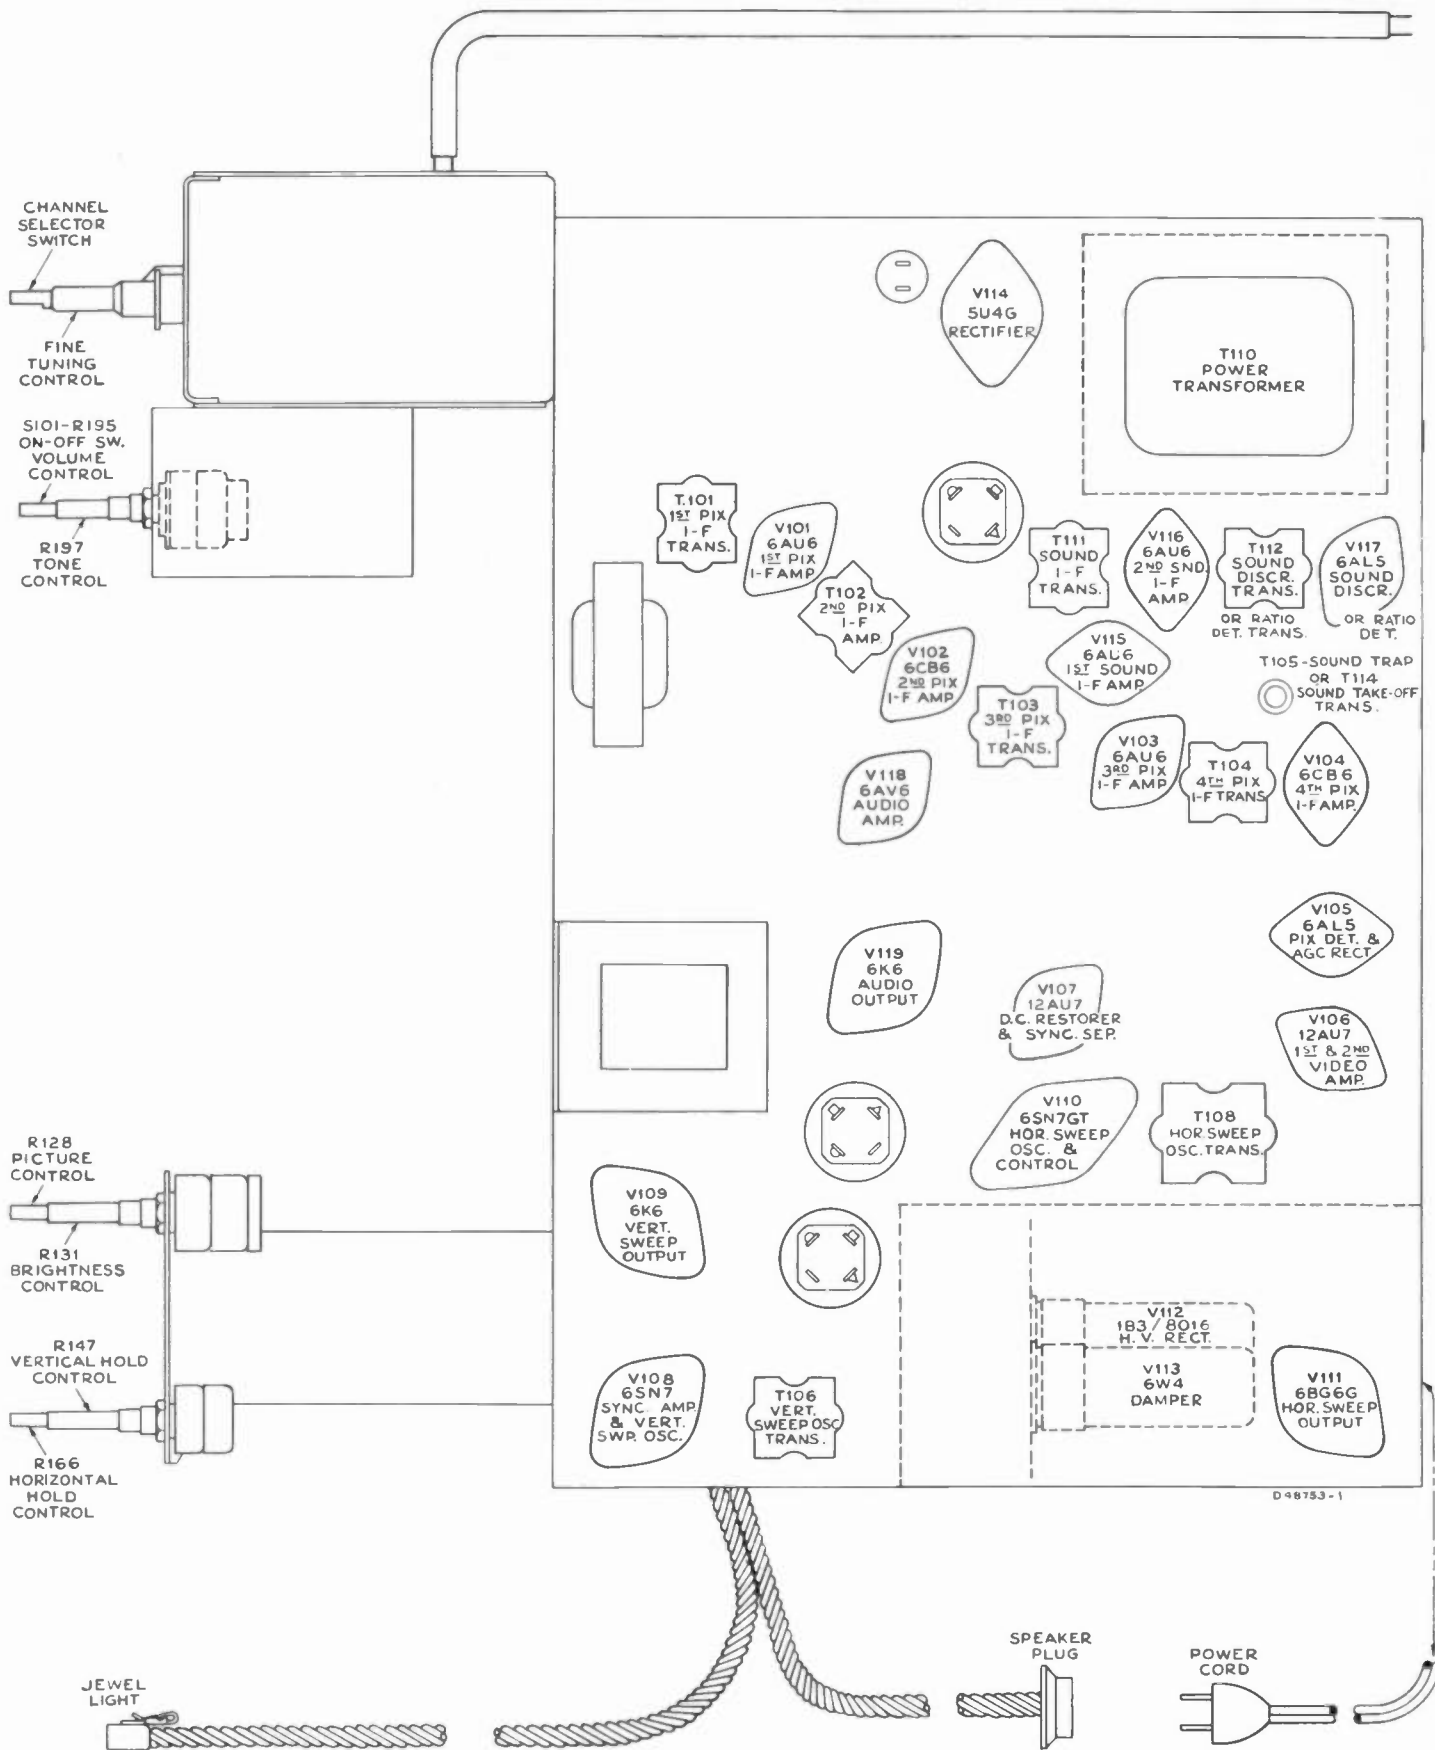 CHANNEL
SELECTOR
SWITCH
FINE
TUNING
CONTROL
S101-R195
ON-OFF SW.
VOLUME
CONTROL
R197
TONE
CONTROL
V114
5U4G
RECTIFIER
T110
POWER
TRANSFORMER
T.101
1ST PIX
I-F
TRANS.
V101
6AU6
1ST PIX
I-F AMP
T102
2ND PIX
I-F
AMP.
V102
6CB6
2ND PIX
I-F AMP
T103
3RD PIX
I-F
TRANS.
T111
SOUND
I-F
TRANS.
V116
6AU6
2ND SND.
I-F
AMP
T112
SOUND
DISCR.
TRANS.
OR RATIO
DET. TRANS.
V117
6AL5
SOUND
DISCR.
OR RATIO
DET.
V115
6AU6
1ST SOUND
I-F AMP.
T105-SOUND TRAP
OR T114
SOUND TAKE-OFF
TRANS.
V103
6AU6
3RD PIX
I-F AMP
T104
4TH PIX
I-F TRANS
V104
6CB6
4TH PIX
I-F AMP.
V118
6AV6
AUDIO
AMP.
V105
6AL5
PIX DET. &
AGC RECT.
V119
6K6
AUDIO
OUTPUT
V107
12AU7
D.C. RESTORER
& SYNC. SEP.
V106
12AU7
1ST & 2ND
VIDEO
AMP.
V110
6SN7GT
HOR. SWEEP
OSC. &
CONTROL
T108
HOR. SWEEP
OSC. TRANS.
R128
PICTURE
CONTROL
R131
BRIGHTNESS
CONTROL
V109
6K6
VERT.
SWEEP
OUTPUT
R147
VERTICAL HOLD
CONTROL
R166
HORIZONTAL
HOLD
CONTROL
V108
6SN7
SYNC. AMP.
& VERT.
SWP. OSC.
T106
VERT.
SWEEP OSC
TRANS.
V112
1B3/8016
H.V. RECT.
V113
6W4
DAMPER
V111
6BG6G
HOR. SWEEP
OUTPUT
D48753-1
JEWEL
LIGHT
SPEAKER
PLUG
POWER
CORD